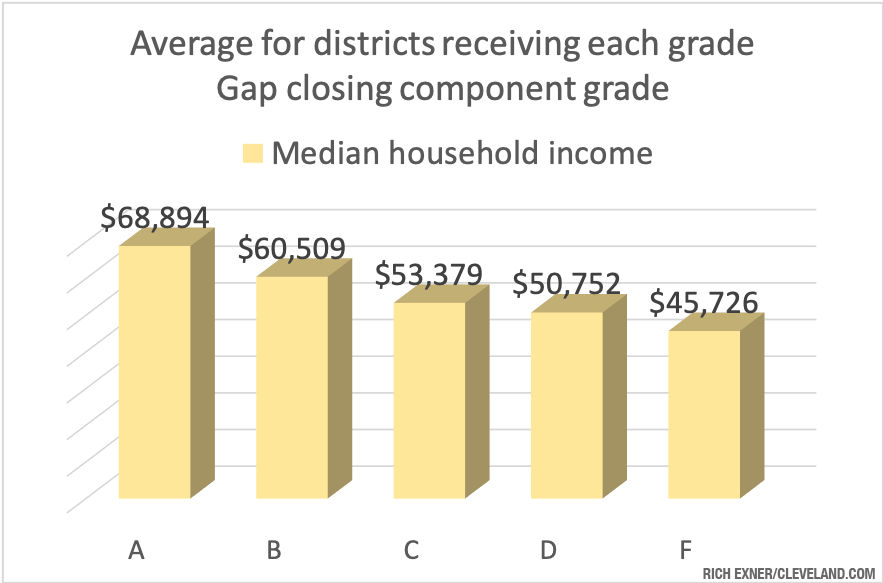 Average for districts receiving each grade
Gap closing component grade
Median household income
$68,894
$60,509
$53,379
$50,752
$45,726
A B C D F
RICH EXNER/CLEVELAND.COM